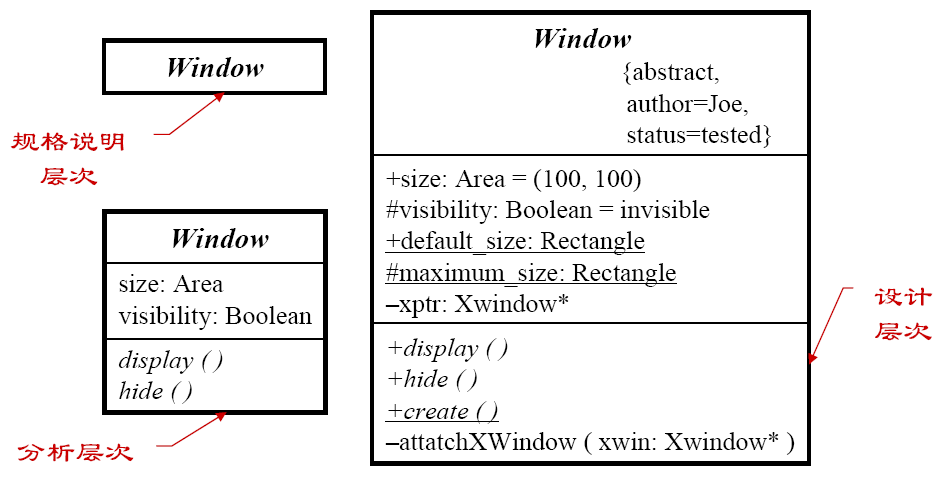 Window
规格说明
层次
Window
size: Area
visibility: Boolean
display ( )
hide ( )
分析层次
Window
{abstract,
author=Joe,
status=tested}
+size: Area = (100, 100)
#visibility: Boolean = invisible
+default_size: Rectangle
#maximum_size: Rectangle
–xptr: Xwindow*
+display ( )
+hide ( )
+create ( )
–attatchXWindow ( xwin: Xwindow* )
设计
层次